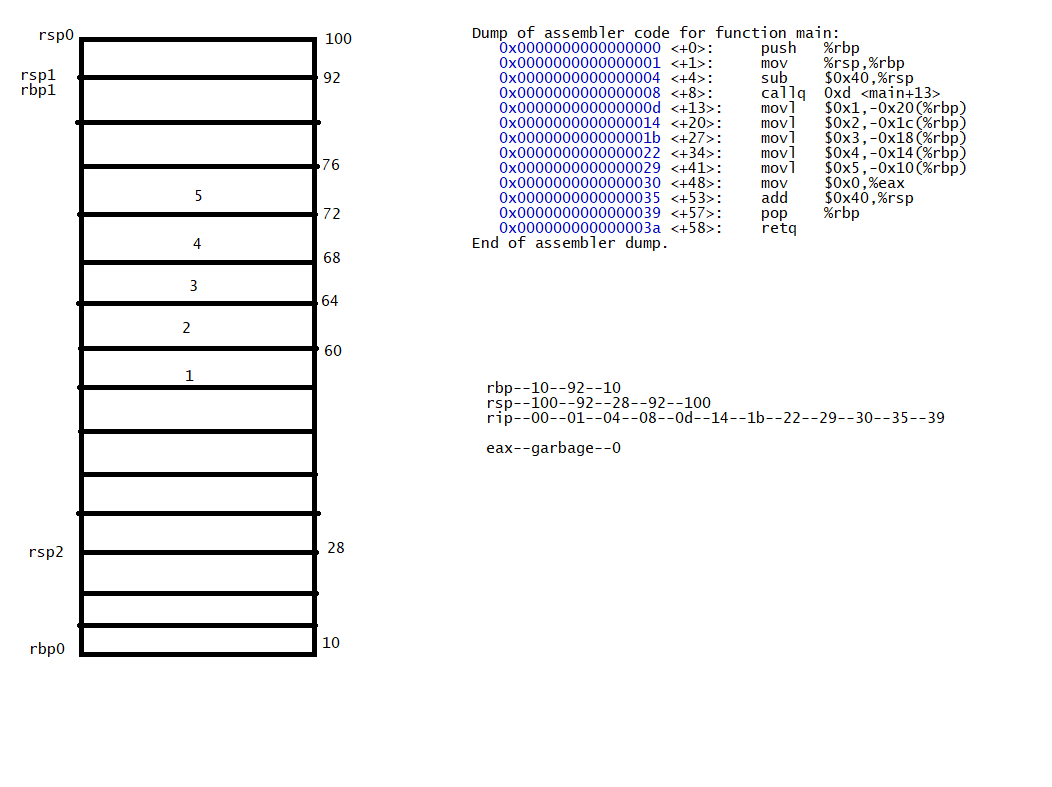 rsp0
100
rsp1
rbp1
92
76
5
72
4
68
3
64
2
60
1
rsp2
28
rbp0
10
Dump of assembler code for function main:
0x0000000000000000 <+0>: push %rbp
0x0000000000000001 <+1>: mov %rsp,%rbp
0x0000000000000004 <+4>: sub $0x40,%rsp
0x0000000000000008 <+8>: callq 0xd <main+13>
0x000000000000000d <+13>: movl $0x1,-0x20(%rbp)
0x0000000000000014 <+20>: movl $0x2,-0x1c(%rbp)
0x000000000000001b <+27>: movl $0x3,-0x18(%rbp)
0x0000000000000022 <+34>: movl $0x4,-0x14(%rbp)
0x0000000000000029 <+41>: movl $0x5,-0x10(%rbp)
0x0000000000000030 <+48>: mov $0x0,%eax
0x0000000000000035 <+53>: add $0x40,%rsp
0x0000000000000039 <+57>: pop %rbp
0x000000000000003a <+58>: retq
End of assembler dump.
rbp--10--92--10
rsp--100--92--28--92--100
rip--00--01--04--08--0d--14--1b--22--29--30--35--39
eax--garbage--0